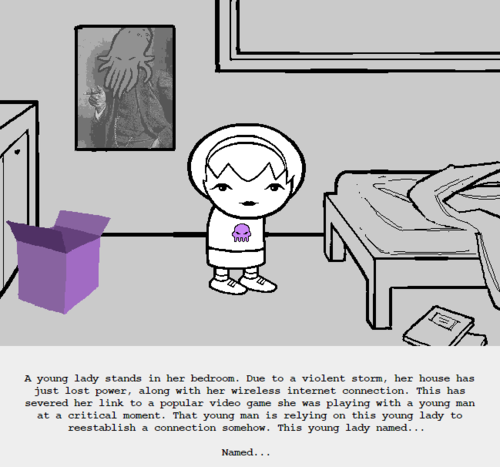 A young lady stands in her bedroom. Due to a violent storm, her house has
just lost power, along with her wireless internet connection. This has
severed her link to a popular video game she was playing with a young man
at a critical moment. That young man is relying on this young lady to
reestablish a connection somehow. This young lady named...
Named...